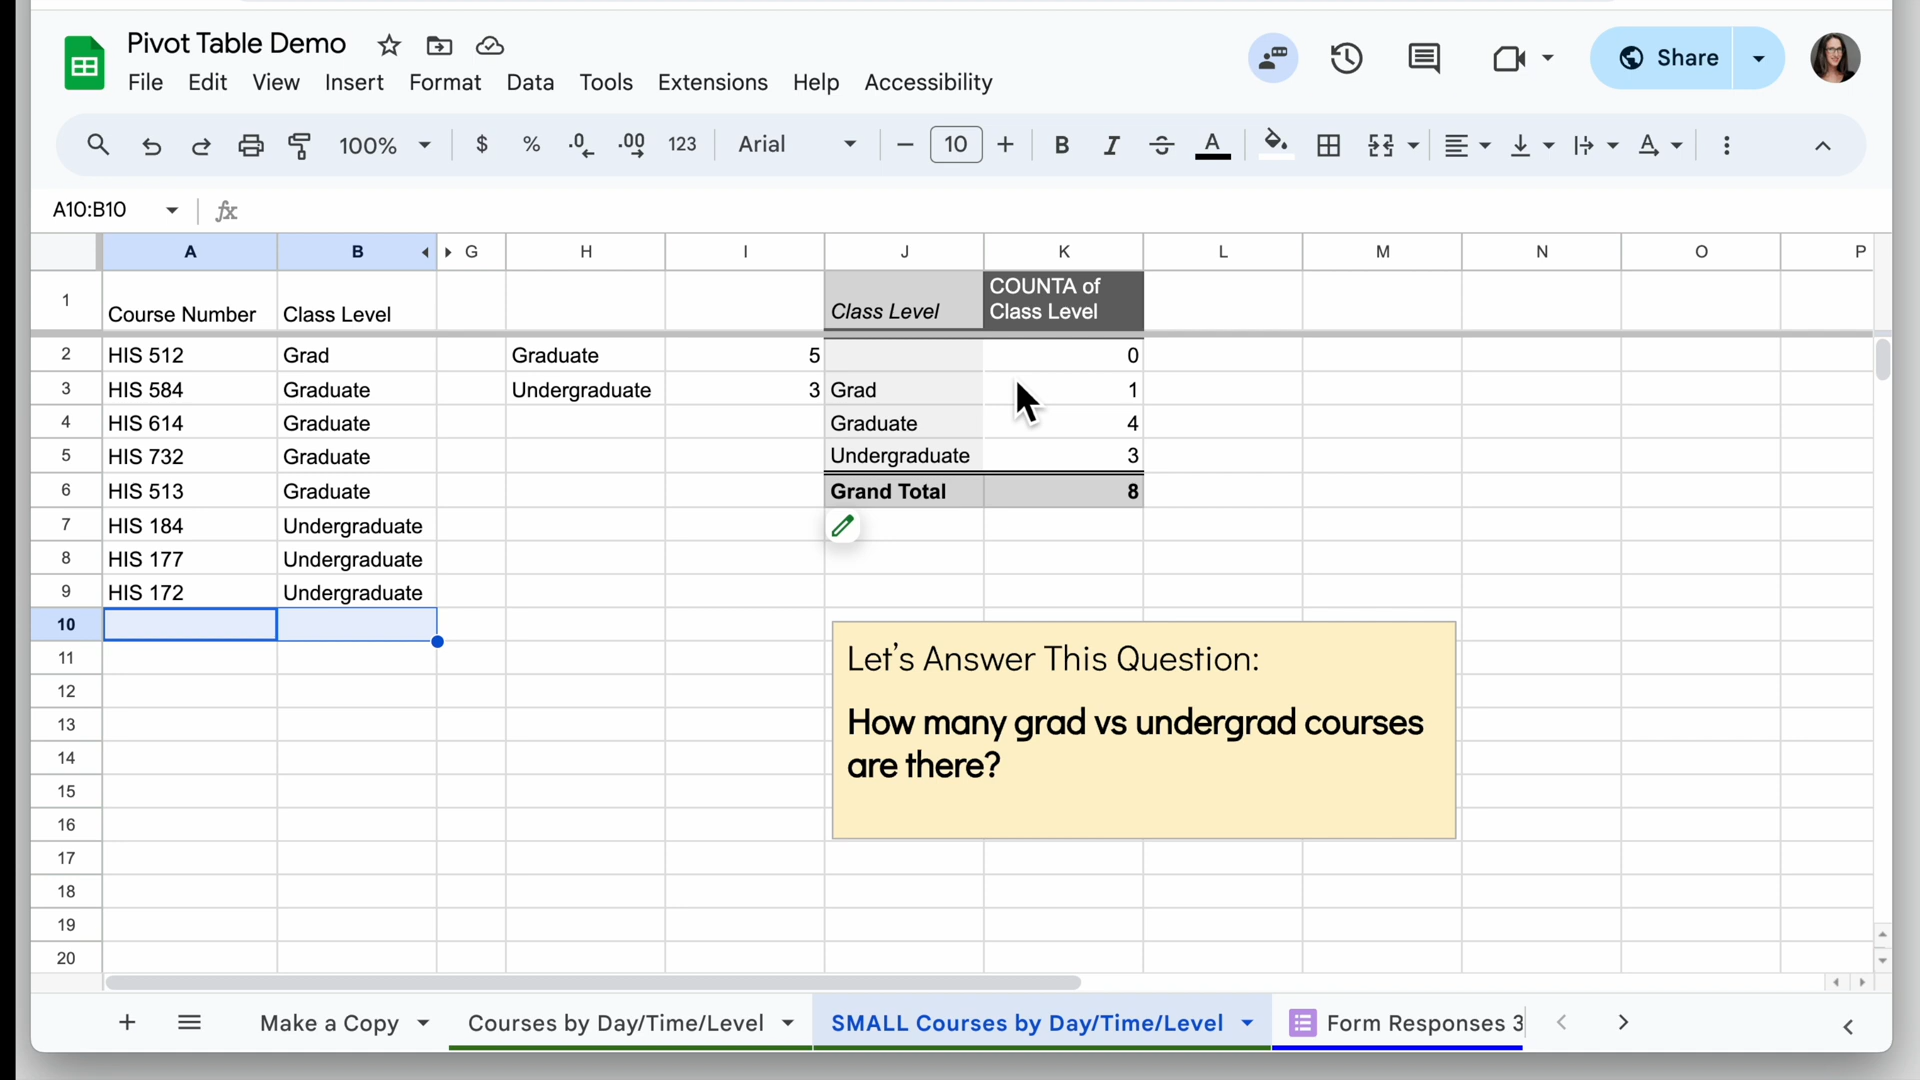 Pivot Table Demo
File Edit View Insert Format Data Tools Extensions Help Accessibility
Share
100% $ % .0 .00 123 Arial 10 B I S A A
A10:B10 fx
A B G H I J K L M N O P
1 Course Number Class Level Class Level COUNTA of
Class Level
2 HIS 512 Grad Graduate 5 0
3 HIS 584 Graduate Undergraduate 3 Grad 1
4 HIS 614 Graduate Graduate 4
5 HIS 732 Graduate Undergraduate 3
6 HIS 513 Graduate Grand Total 8
7 HIS 184 Undergraduate
8 HIS 177 Undergraduate
9 HIS 172 Undergraduate
10
11
12
13
14
15
16
17
18
19
20
Let's Answer This Question:
How many grad vs undergrad courses
are there?
Make a Copy Courses by Day/Time/Level SMALL Courses by Day/Time/Level Form Responses 3